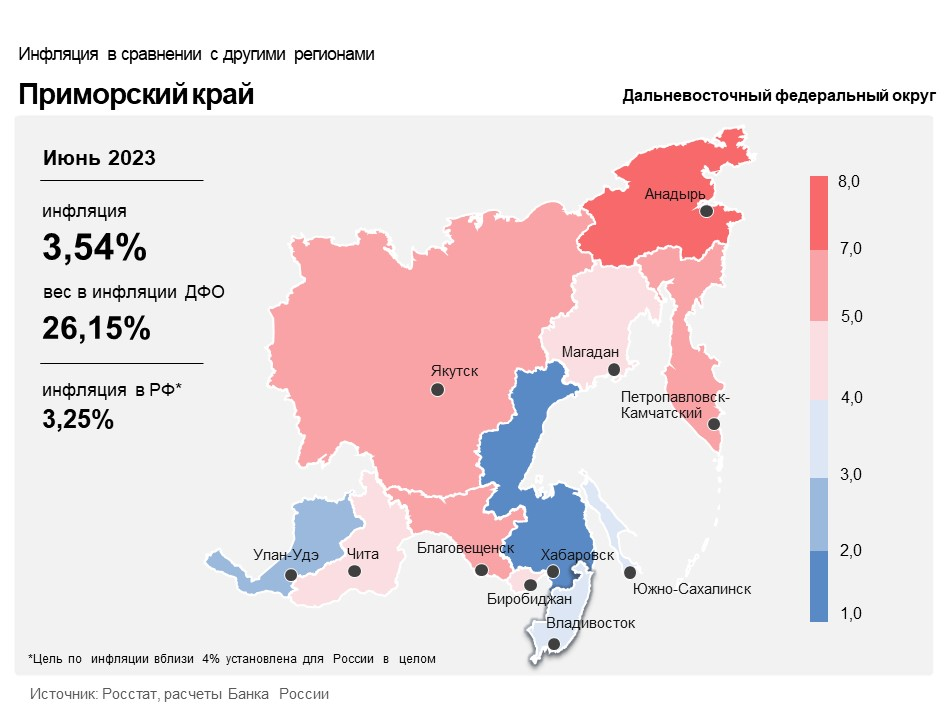 Инфляция в сравнении с другими регионами
Приморский край
Дальневосточный федеральный округ
Июнь 2023
инфляция
3,54%
вес в инфляции ДФО
26,15%
инфляция в РФ*
3,25%
Анадырь
Якутск
Магадан
Петропавловск-
Камчатский
Улан-Удэ
Чита
Благовещенск
Хабаровск
Биробиджан
Южно-Сахалинск
Владивосток
8,0
7,0
5,0
4,0
3,0
2,0
1,0
*Цель по инфляции вблизи 4% установлена для России в целом
Источник: Росстат, расчеты Банка России